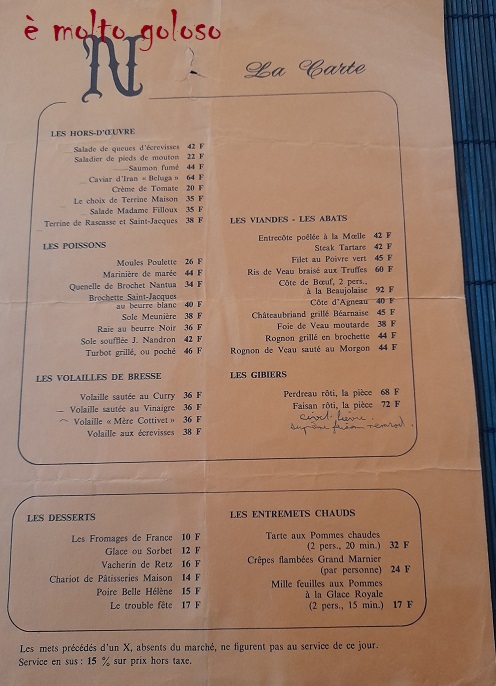 è molto goloso
N
La Carte
LES HORS-D'ŒUVRE
Salade de queues d'écrevisses 42 F
Saladier de pieds de mouton 22 F
Saumon fumé 44 F
Caviar d'Iran « Beluga » 64 F
Crème de Tomate 20 F
Le choix de Terrine Maison 35 F
Salade Madame Filloux 35 F
Terrine de Rascasse et Saint-Jacques 38 F
LES POISSONS
Moules Poulette 26 F
Marinière de marée 44 F
Quenelle de Brochet Nantua 34 F
Brochette Saint-Jacques
au beurre blanc 40 F
Sole Meunière 38 F
Raie au beurre Noir 36 F
Sole soufflée J. Nandron 42 F
Turbot grillé, ou poché 46 F
LES VOLAILLES DE BRESSE
Volaille sautée au Curry 36 F
Volaille sautée au Vinaigre 36 F
Volaille « Mère Cottivet » 36 F
Volaille aux écrevisses 38 F
LES VIANDES - LES ABATS
Entrecôte poêlée à la Mœlle 42 F
Steak Tartare 42 F
Filet au Poivre vert 45 F
Ris de Veau braisé aux Truffes 60 F
Côte de Bœuf, 2 pers.,
à la Beaujolaise 92 F
Côte d'Agneau 40 F
Châteaubriand grillé Béarnaise 45 F
Foie de Veau moutarde 38 F
Rognon grillé en brochette 44 F
Rognon de Veau sauté au Morgon 44 F
LES GIBIERS
Perdreau rôti, la pièce 68 F
Faisan rôti, la pièce 72 F
civet lièvre
suprême faisan
LES DESSERTS
Les Fromages de France 10 F
Glace ou Sorbet 12 F
Vacherin de Retz 16 F
Chariot de Pâtisseries Maison 14 F
Poire Belle Hélène 15 F
Le trouble fête 17 F
LES ENTREMETS CHAUDS
Tarte aux Pommes chaudes
(2 pers., 20 min.) 32 F
Crêpes flambées Grand Marnier
(par personne) 24 F
Mille feuilles aux Pommes
à la Glace Royale
(2 pers., 15 min.) 17 F
Les mets précédés d'un X, absents du marché, ne figurent pas au service de ce jour.
Service en sus : 15 % sur prix hors taxe.